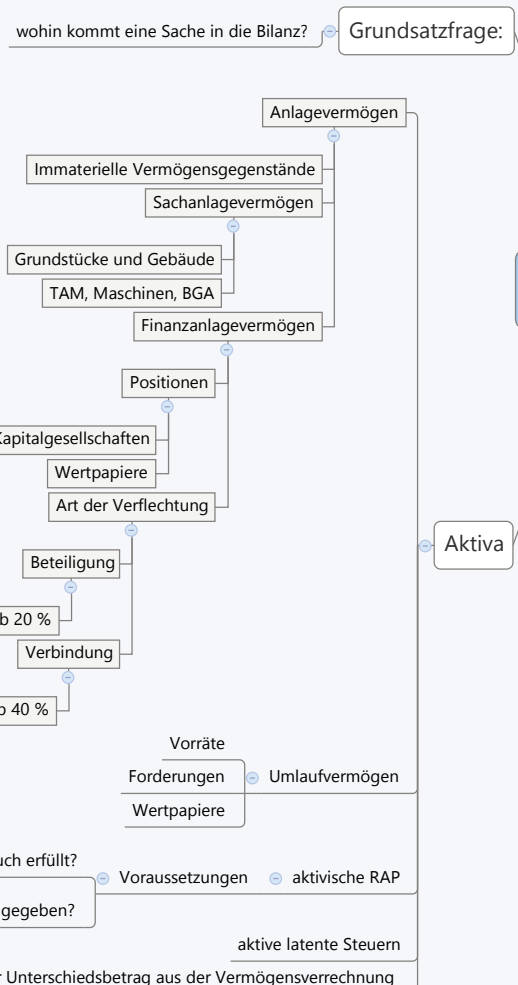 wohin kommt eine Sache in die Bilanz?
Grundsatzfrage:
Anlagevermögen
Immaterielle Vermögensgegenstände
Sachanlagevermögen
Grundstücke und Gebäude
TAM, Maschinen, BGA
Finanzanlagevermögen
Positionen
Kapitalgesellschaften
Wertpapiere
Art der Verflechtung
Beteiligung
20 %
Verbindung
40 %
Aktiva
Vorräte
Forderungen
Wertpapiere
Umlaufvermögen
erfüllt?
gegeben?
Voraussetzungen
aktivische RAP
aktive latente Steuern
Unterschiedsbetrag aus der Vermögensverrechnung